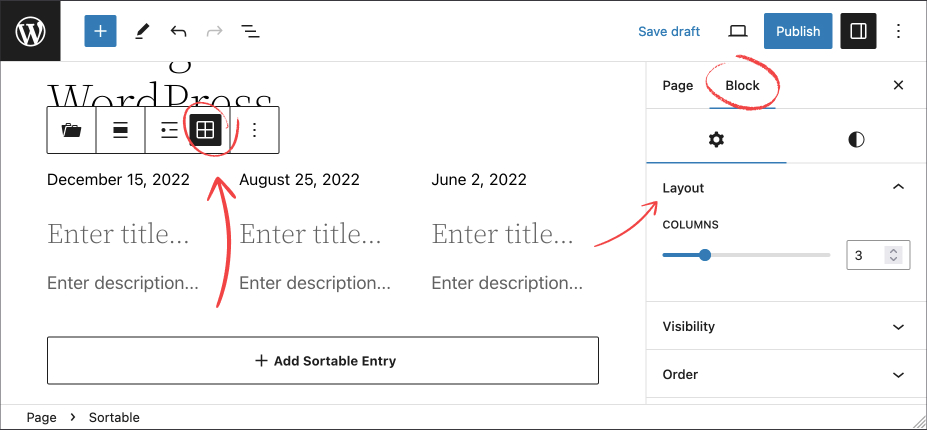 Save draft
Publish
WordPress
Page Block
December 15, 2022 August 25, 2022 June 2, 2022
Enter title... Enter title... Enter title...
Enter description... Enter description... Enter description...
+ Add Sortable Entry
Layout
COLUMNS
3
Visibility
Order
Page > Sortable